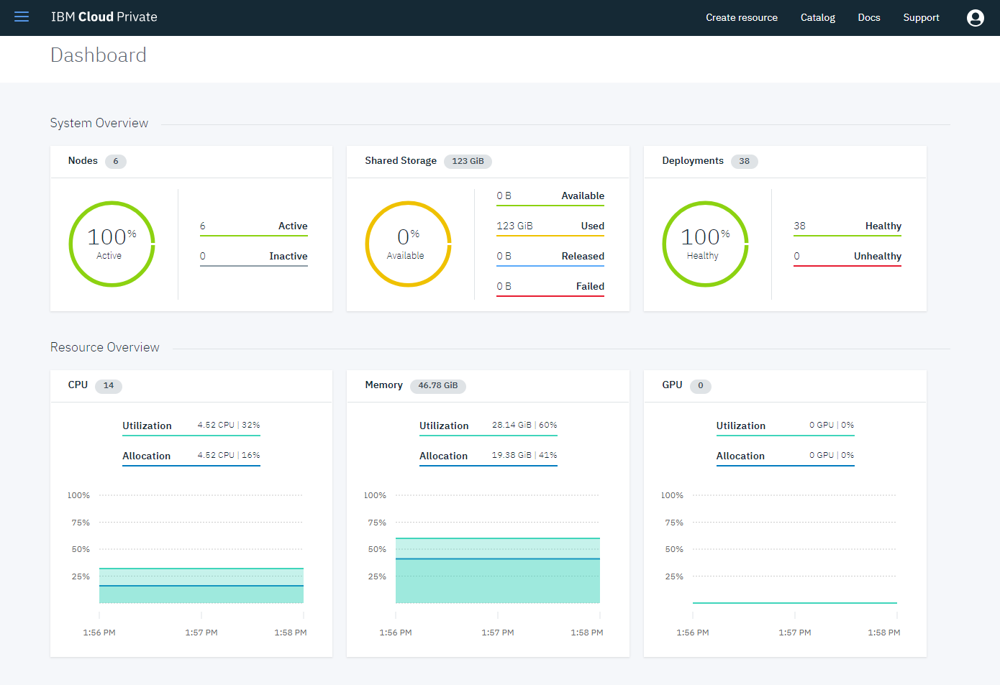 IBM Cloud Private
Create resource
Catalog
Docs
Support
Dashboard
System Overview
Nodes 6
100%
Active
6 Active
0 Inactive
Shared Storage 123 GiB
0%
Available
0 B Available
123 GiB Used
0 B Released
0 B Failed
Deployments 38
100%
Healthy
38 Healthy
0 Unhealthy
Resource Overview
CPU 14
Utilization 4.52 CPU | 32%
Allocation 4.52 CPU | 16%
100%
75%
50%
25%
1:56 PM 1:57 PM 1:58 PM
Memory 46.78 GiB
Utilization 28.14 GiB | 60%
Allocation 19.38 GiB | 41%
100%
75%
50%
25%
1:56 PM 1:57 PM 1:58 PM
GPU 0
Utilization 0 GPU | 0%
Allocation 0 GPU | 0%
100%
75%
50%
25%
1:56 PM 1:57 PM 1:58 PM